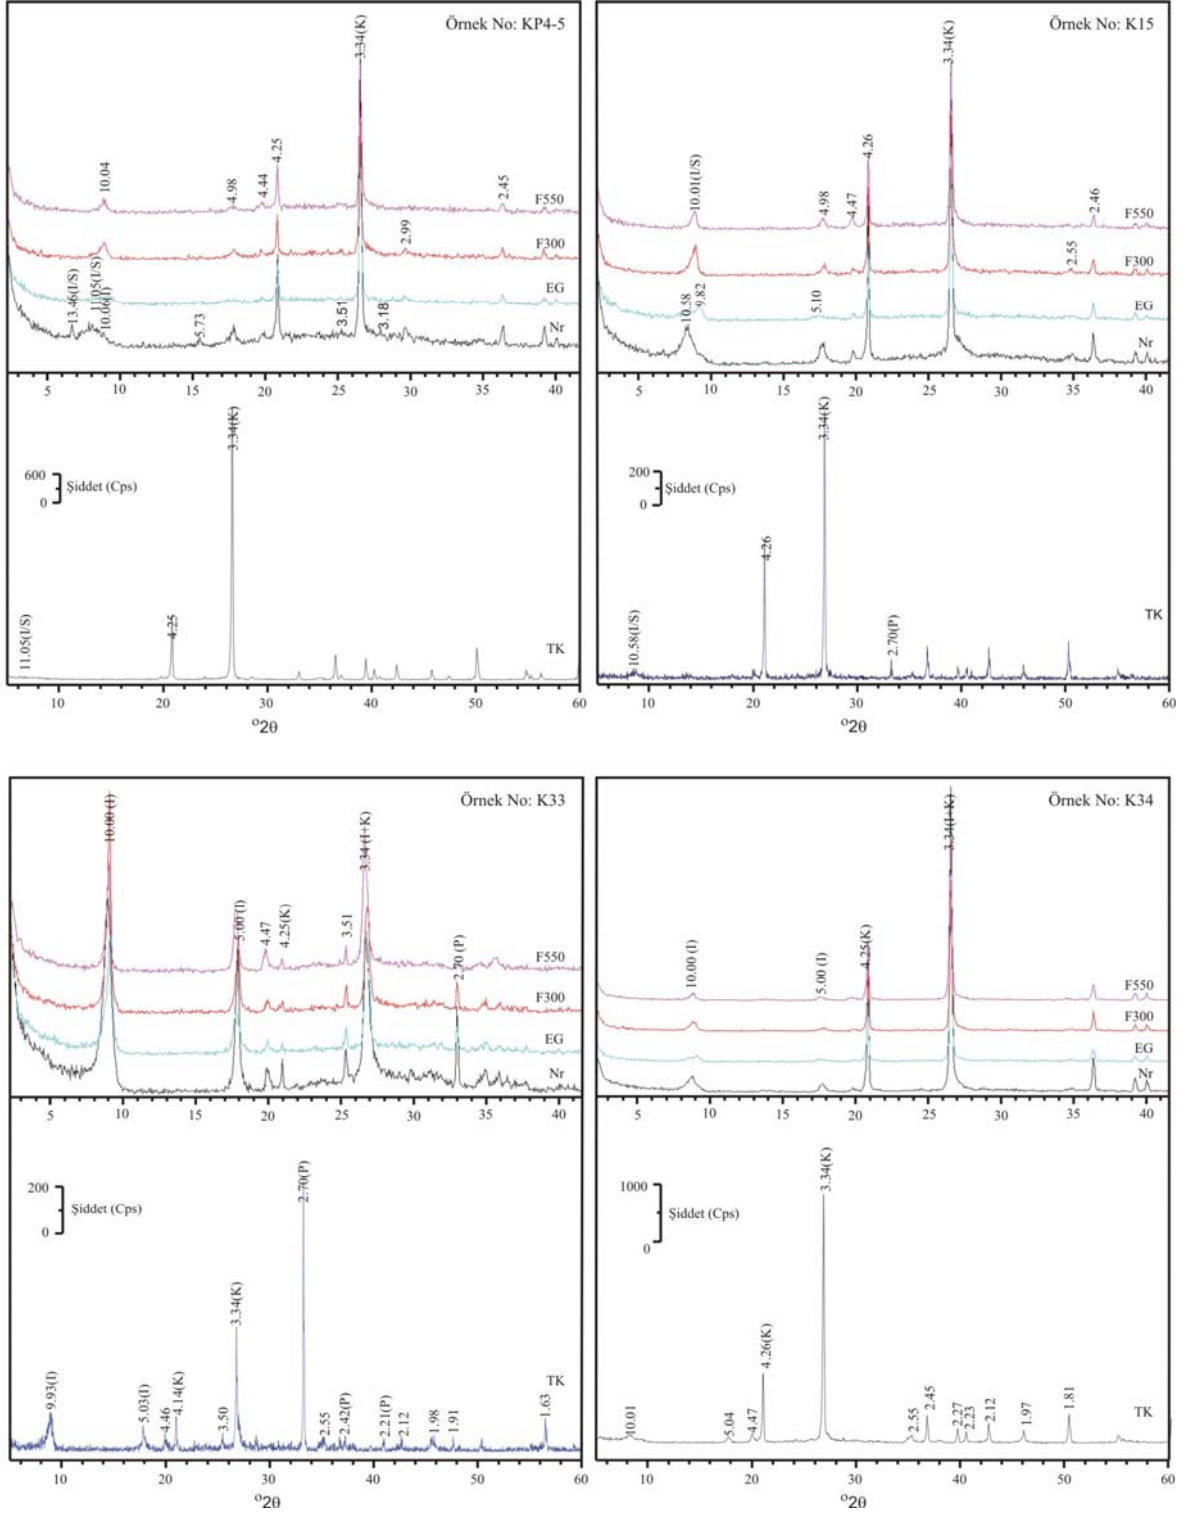 Örnek No: KP4-5
3.34(K)
4.25
10.04
4.98
4.44
2.45
F550
2.99
F300
13.46(I/S)
11.05(I/S)
10.06(I)
EG
5.73
3.51
3.18
Nr
5 10 15 20 25 30 35 40
3.34(K)
600
0
Şiddet (Cps)
11.05(I/S)
4.25
TK
10 20 30 40 50 60
°2θ
Örnek No: K15
3.34(K)
4.26
10.01(I/S)
4.98
4.47
2.46
F550
2.55
F300
10.58
9.82
5.10
EG
Nr
5 10 15 20 25 30 35 40
3.34(K)
200
0
Şiddet (Cps)
4.26
10.58(I/S)
2.70(P)
TK
10 20 30 40 50 60
°2θ
Örnek No: K33
10.00 (I)
3.34 (I+K)
5.00 (I)
4.47
4.25(K)
3.51
2.70 (P)
F550
F300
EG
Nr
5 10 15 20 25 30 35 40
200
0
Şiddet (Cps)
2.70(P)
3.34(K)
9.93(I)
5.03(I)
4.46
4.14(K)
3.50
2.55
2.42(P)
2.21(P)
2.12
1.98
1.91
1.63
TK
10 20 30 40 50 60
°2θ
Örnek No: K34
3.34(I+K)
10.00 (I)
5.00 (I)
4.25(K)
F550
F300
EG
Nr
5 10 15 20 25 30 35 40
1000
0
Şiddet (Cps)
3.34(K)
4.26(K)
10.01
5.04
4.47
2.55
2.45
2.27
2.23
2.12
1.97
1.81
TK
10 20 30 40 50 60
°2θ